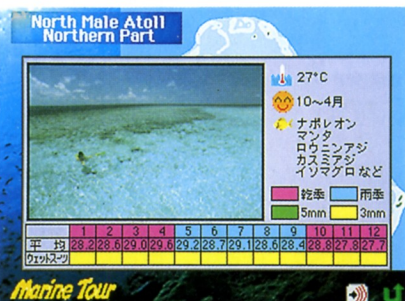 North Male Atoll
Northern Part
27°C
10〜4月
ナポレオン
マンタ
ロウニンアジ
カスミアジ
イソマグロ など
乾季 雨季
5mm 3mm
1 2 3 4 5 6 7 8 9 10 11 12
平 均 28.2 28.6 29.0 29.6 29.2 28.7 29.1 28.6 28.4 28.8 27.8 27.7
ウェットスーツ
Marine Tour